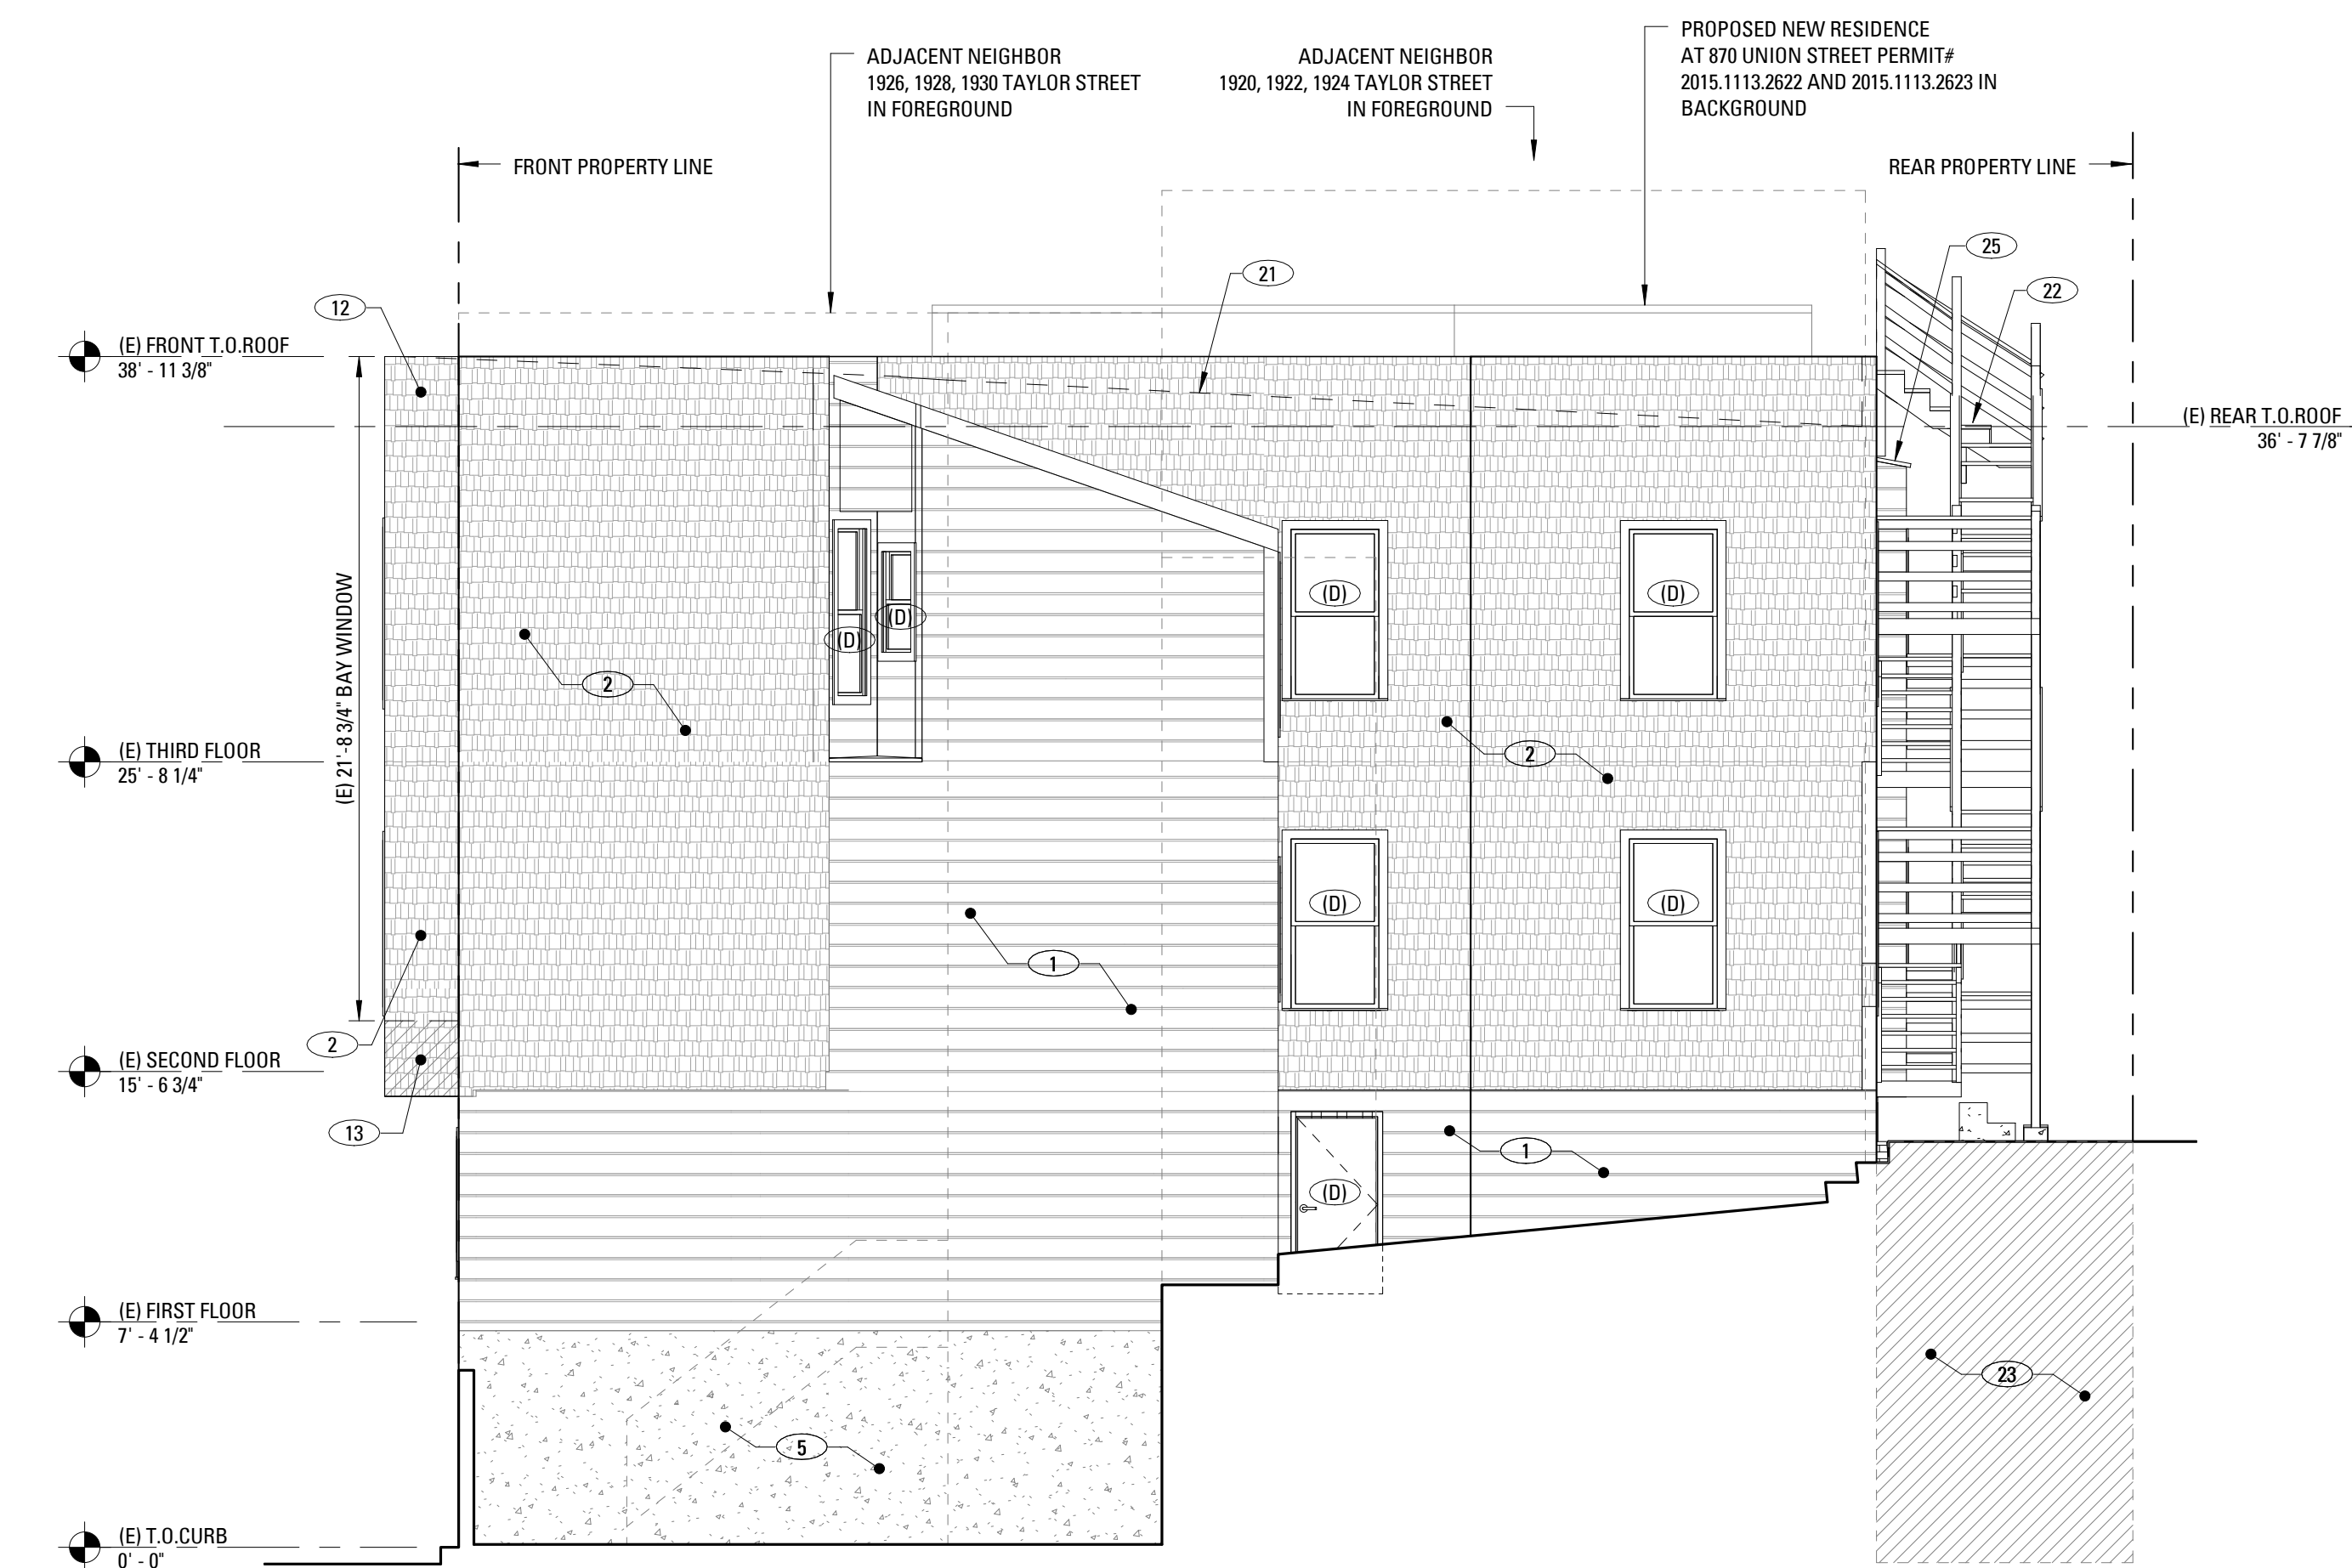 PROPOSED NEW RESIDENCE
AT 870 UNION STREET PERMIT#
2015.1113.2622 AND 2015.1113.2623 IN
BACKGROUND
ADJACENT NEIGHBOR
1926, 1928, 1930 TAYLOR STREET
IN FOREGROUND
ADJACENT NEIGHBOR
1920, 1922, 1924 TAYLOR STREET
IN FOREGROUND
FRONT PROPERTY LINE
REAR PROPERTY LINE
25
21
22
12
(E) FRONT T.O.ROOF
38' - 11 3/8"
(E) REAR T.O.ROOF
36' - 7 7/8"
(D)
(D)
(D)
(D)
(E) 21'-8 3/4" BAY WINDOW
2
2
(E) THIRD FLOOR
25' - 8 1/4"
(D)
(D)
1
2
(E) SECOND FLOOR
15' - 6 3/4"
13
1
(D)
(E) FIRST FLOOR
7' - 4 1/2"
23
5
(E) T.O.CURB
0' - 0"